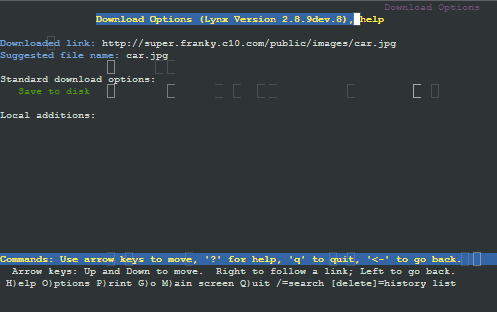 Download Options
Download Options (Lynx Version 2.8.9dev.8), help
Downloaded link: http://super.franky.c10.com/public/images/car.jpg
Suggested file name: car.jpg
Standard download options:
Save to disk
Local additions:
Commands: Use arrow keys to move, '?' for help, 'q' to quit, '<-' to go back.
Arrow keys: Up and Down to move.  Right to follow a link; Left to go back.
H)elp O)ptions P)rint G)o M)ain screen Q)uit /=search [delete]=history list